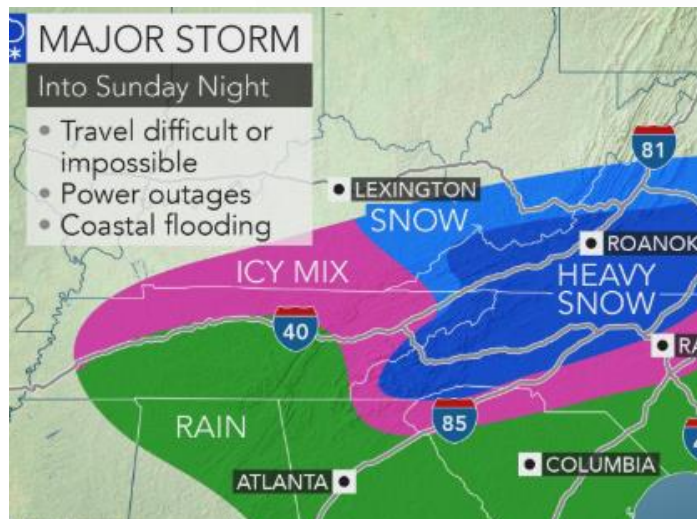 MAJOR STORM
Into Sunday Night
• Travel difficult or
impossible
• Power outages
• Coastal flooding
81
LEXINGTON
SNOW
ROANOK
ICY MIX
HEAVY
SNOW
40
RA
85
RAIN
COLUMBIA
ATLANTA